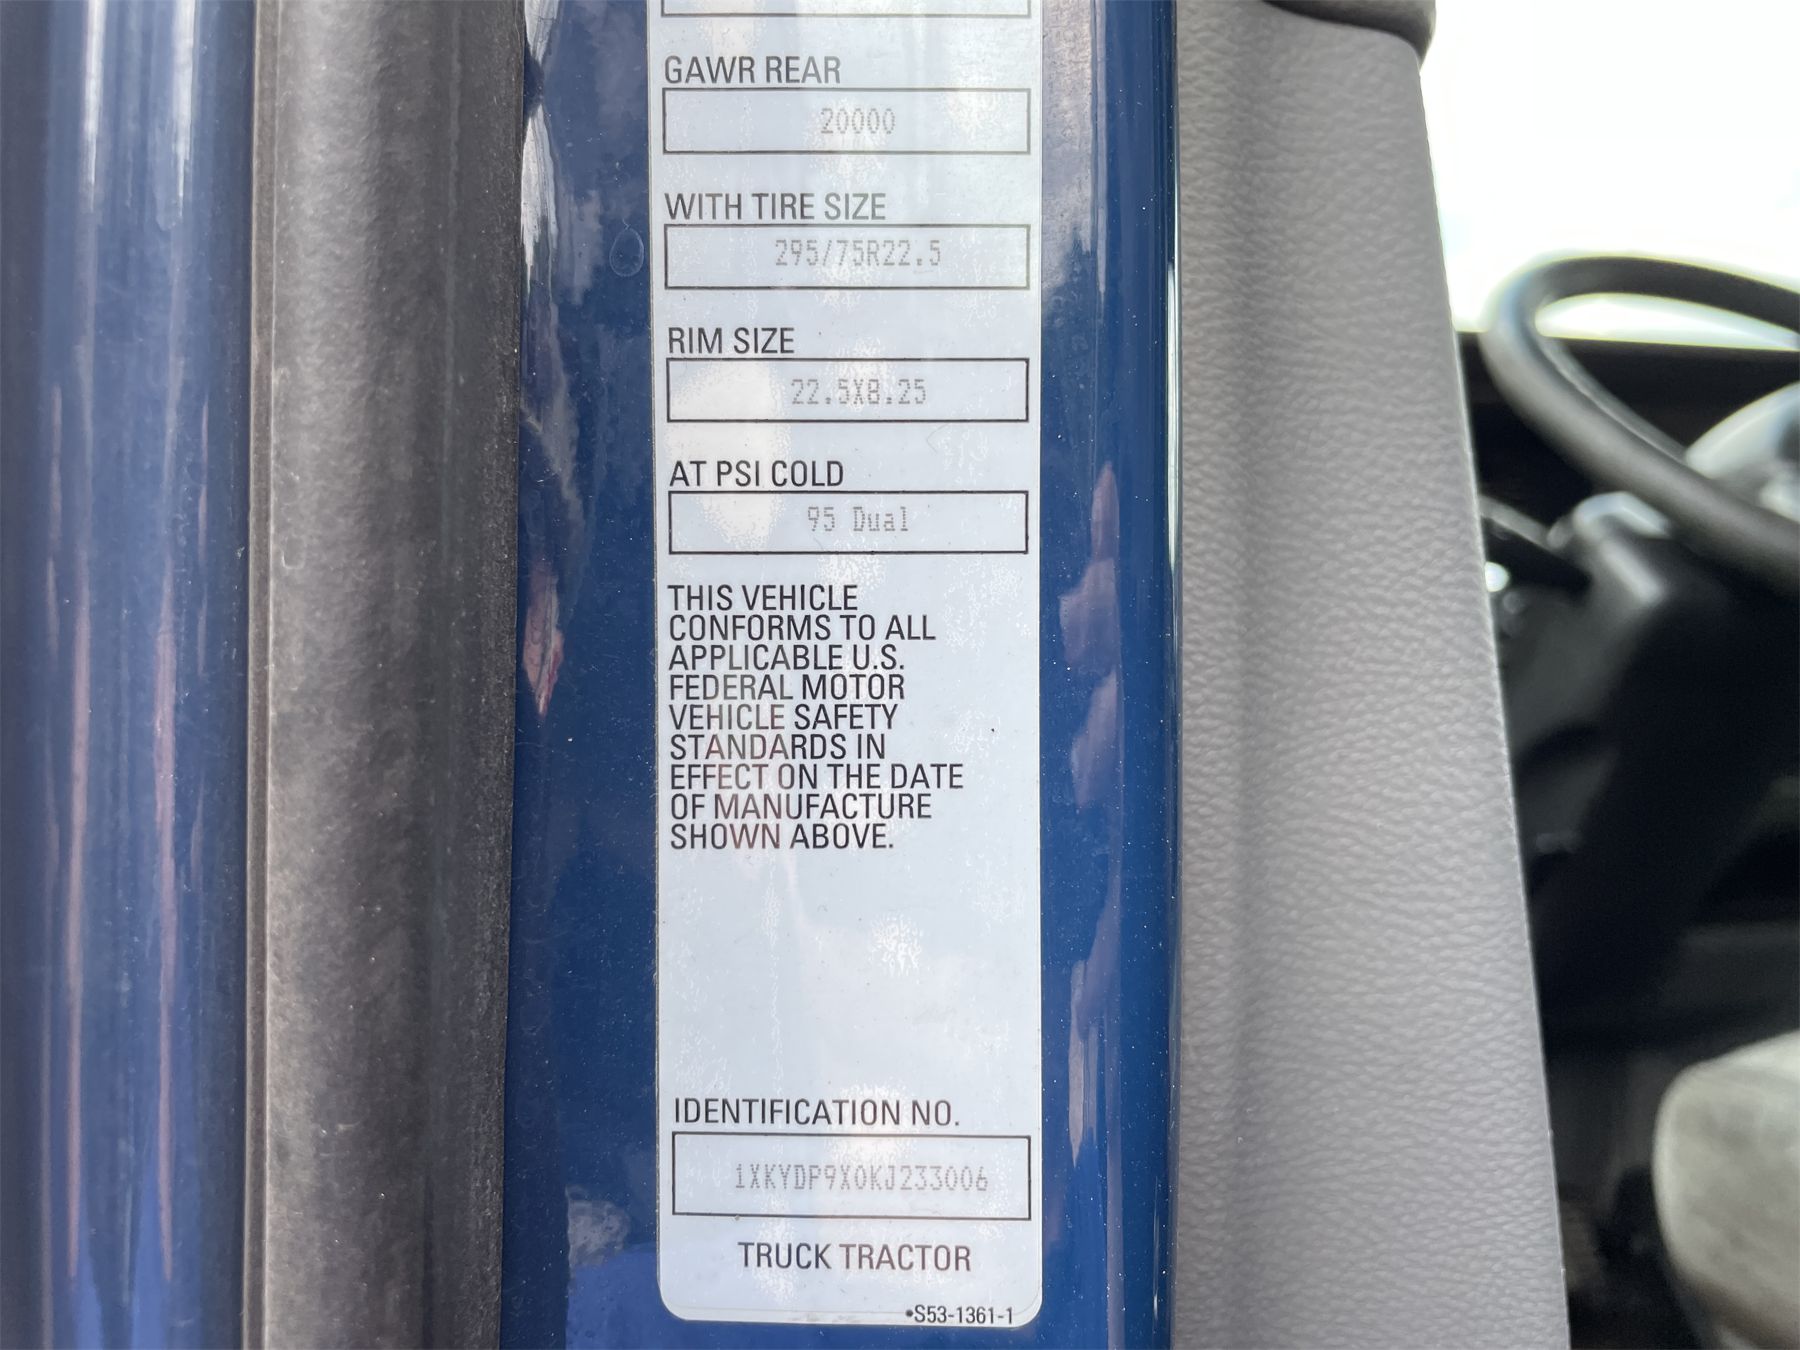 GAWR REAR
20000
WITH TIRE SIZE
295/75R22.5
RIM SIZE
22.5X8.25
AT PSI COLD
95 Dual
THIS VEHICLE
CONFORMS TO ALL
APPLICABLE U.S.
FEDERAL MOTOR
VEHICLE SAFETY
STANDARDS IN
EFFECT ON THE DATE
OF MANUFACTURE
SHOWN ABOVE.
IDENTIFICATION NO.
1XKYDP9X0KJ233006
TRUCK TRACTOR
•S53-1361-1